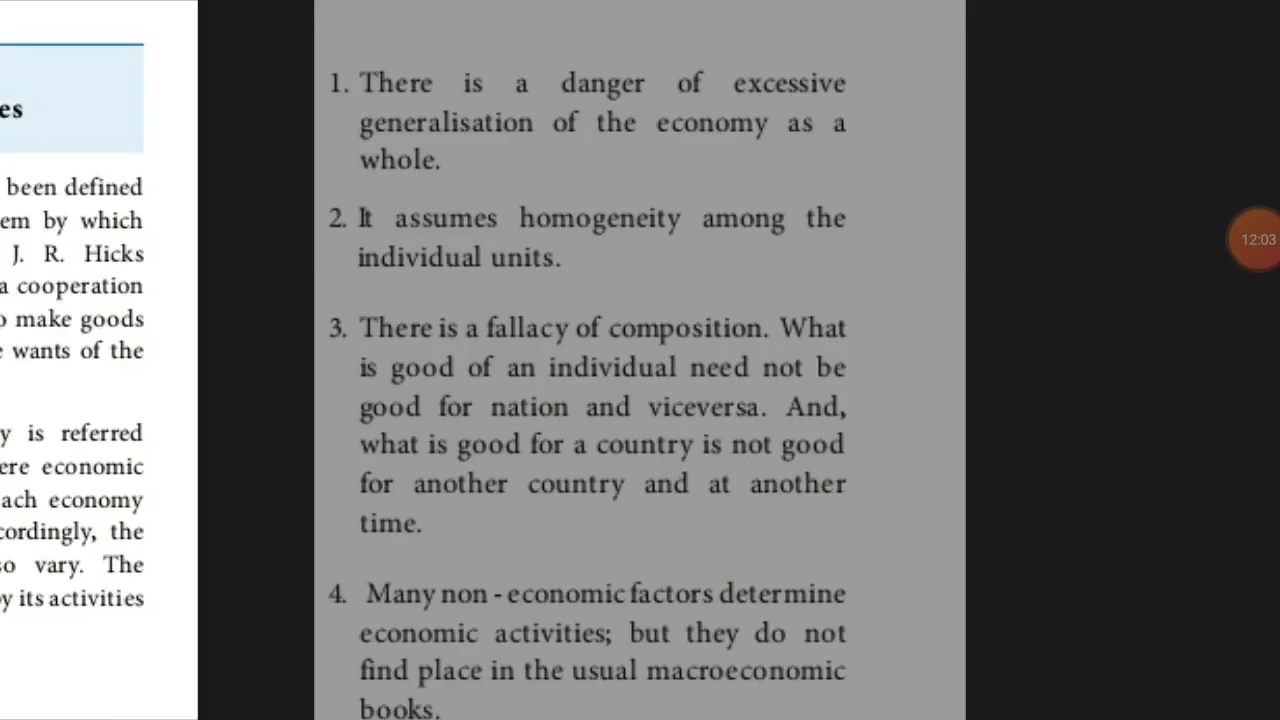 es
been defined
em by which
J. R. Hicks
a cooperation
o make goods
e wants of the
y is referred
ere economic
ach economy
cordingly, the
so vary. The
y its activities
1. There is a danger of excessive
generalisation of the economy as a
whole.
2. It assumes homogeneity among the
individual units.
3. There is a fallacy of composition. What
is good of an individual need not be
good for nation and viceversa. And,
what is good for a country is not good
for another country and at another
time.
4. Many non - economic factors determine
economic activities; but they do not
find place in the usual macroeconomic
books.
12:03